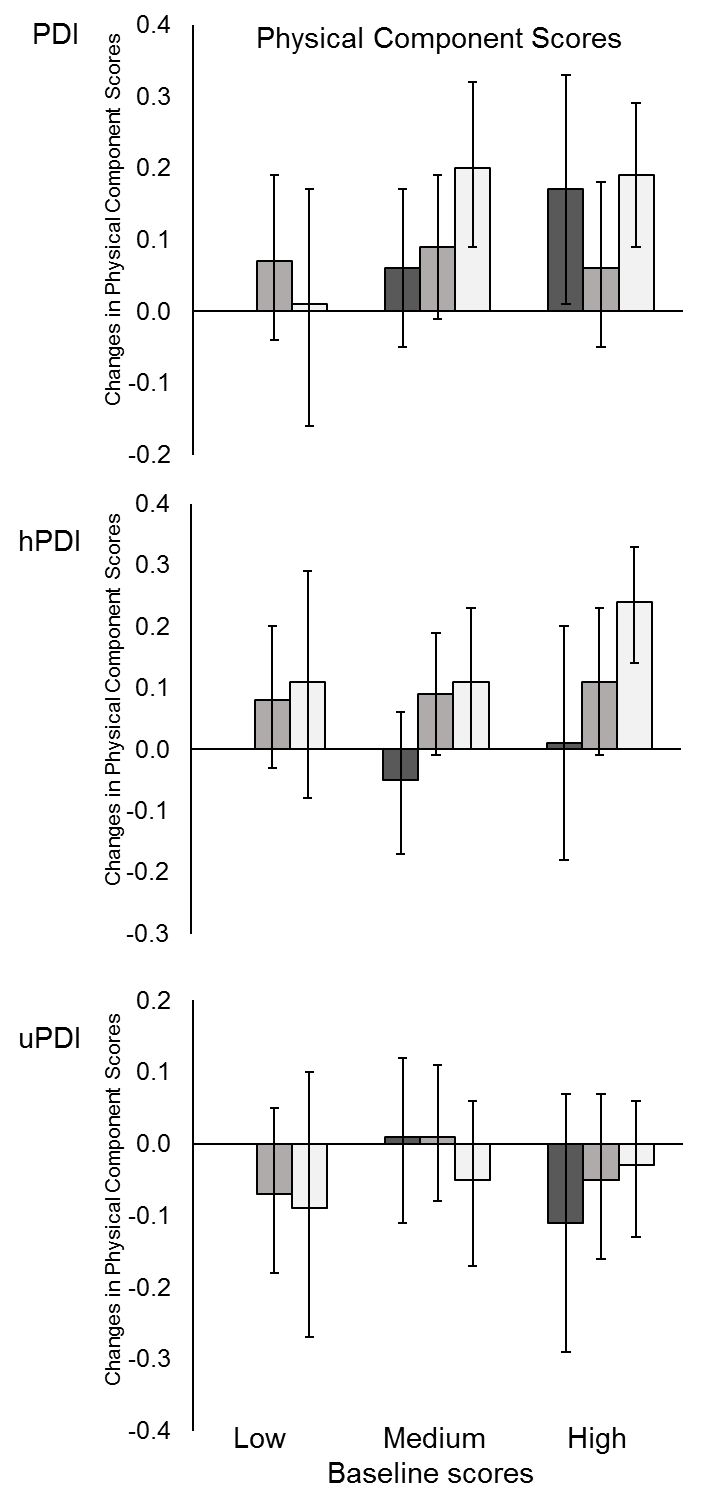 PDI
Physical Component Scores
Changes in Physical Component Scores
0.4
0.3
0.2
0.1
0.0
-0.1
-0.2
hPDI
Changes in Physical Component Scores
0.4
0.3
0.2
0.1
0.0
-0.1
-0.2
-0.3
uPDI
Changes in Physical Component Scores
0.2
0.1
0.0
-0.1
-0.2
-0.3
-0.4
Low Medium High
Baseline scores